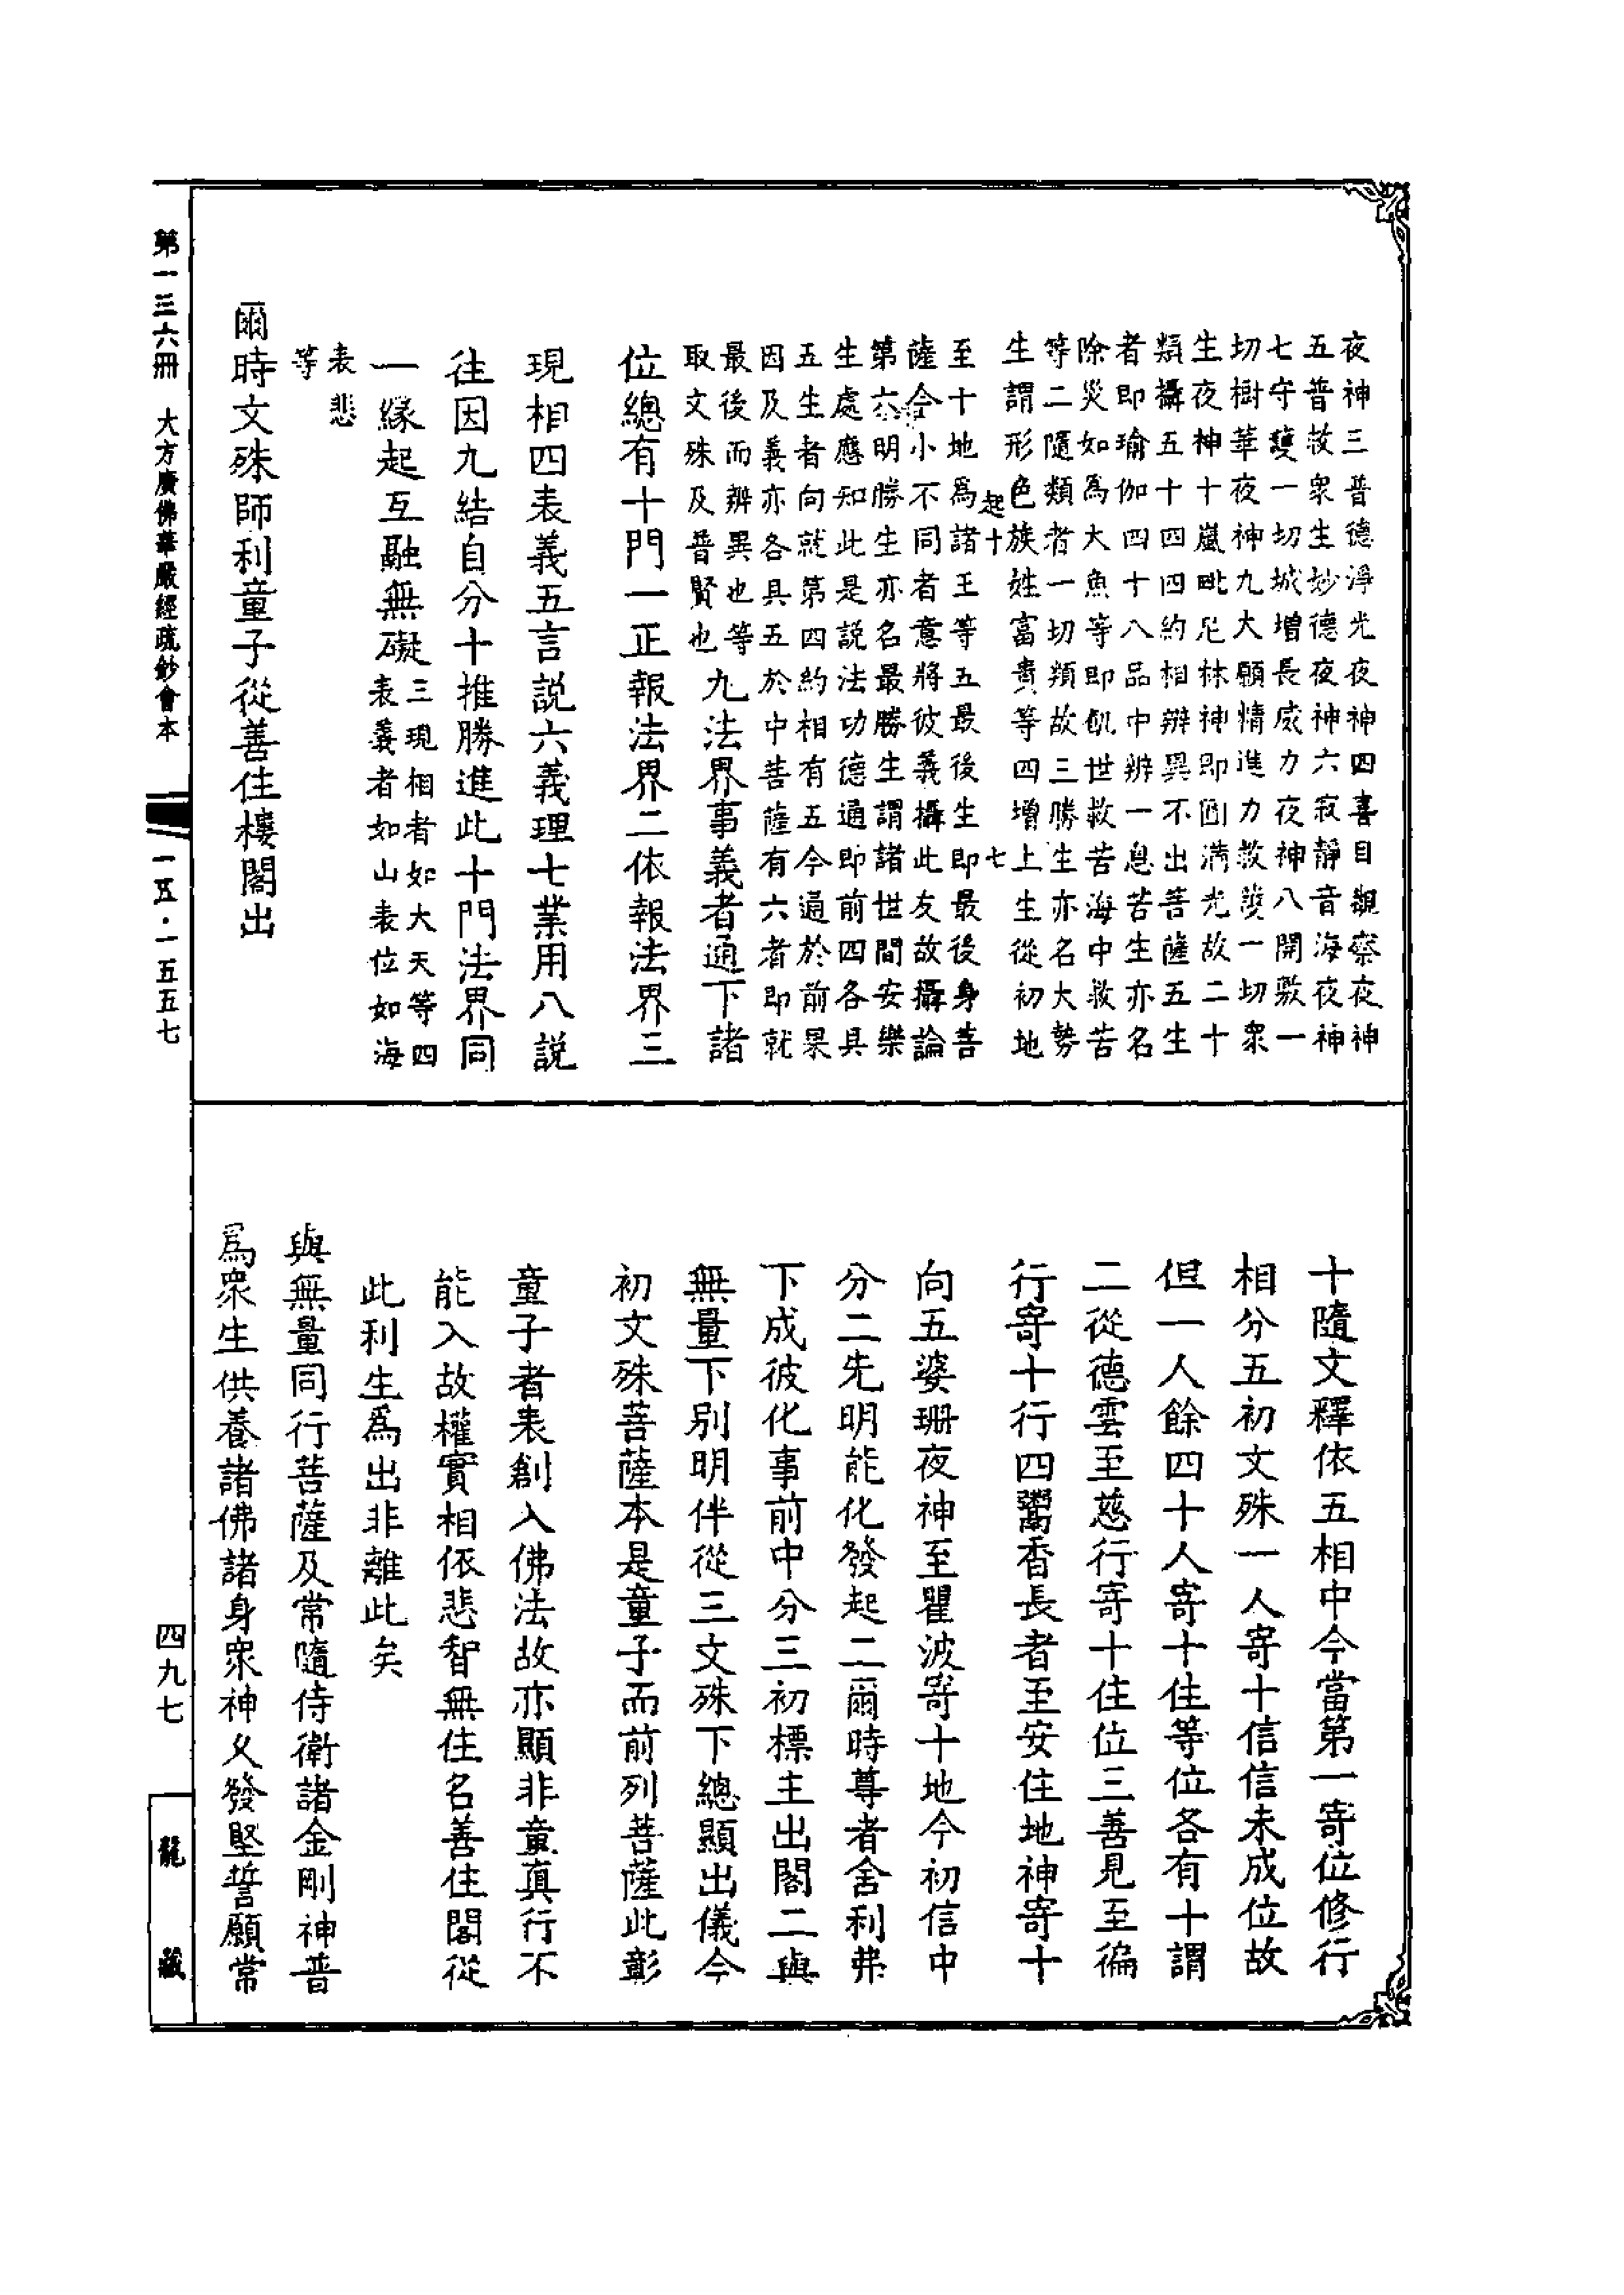 夜神三普德淨光夜神四喜目觀察夜神
五普救衆生妙德夜神六寂靜音海夜神
七守護一切城增長威力夜神八開敷一
切樹華夜神九大願精進力救護一切衆
生夜神十嵐毗尼林神即圓滿光故二十
類攝五十四四約相辨異不出菩薩五生
者即瑜伽四十八品中辨一息苦生亦名
除災如爲大魚等即飢世救苦海中救苦
等二隨類者一切類故三勝生亦名大勢
生謂形色族姓富貴等四增上生從初地
起十 七
至十地爲諸王等五最後生即最後身菩
薩今小不同者意將彼義攝此友故攝論
第六明勝生亦名最勝生謂諸世間安樂
生處應知此是説法功德通即前四各具
五生者向就第四約相有五今通於前果
因及義亦各具五於中菩薩有六者即就
最後而辨異也等
取文殊及普賢也
九法界事義者通下諸
位總有十門一正報法界二依報法界三
現相四表義五言説六義理七業用八説
往因九結自分十推勝進此十門法界同
一緣起互融無礙
三現相者如大天等四
表義者如山表位如海
表悲
等
爾時文殊師利童子從善住樓閣出
十隨文釋依五相中今當第一寄位修行
相分五初文殊一人寄十信信未成位故
但一人餘四十人寄十住等位各有十謂
二從德雲至慈行寄十住位三善見至徧
行寄十行四鬻香長者至安住地神寄十
向五婆珊夜神至瞿波寄十地今初信中
分二先明能化發起二爾時尊者舍利弗
下成彼化事前中分三初標主出閣二與
無量下別明伴從三文殊下總顯出儀今
初文殊菩薩本是童子而前列菩薩此彰
童子者表創入佛法故亦顯非童真行不
能入故權實相依悲智無住名善住閣從
此利生爲出非離此矣
與無量同行菩薩及常隨侍衛諸金剛神普
爲衆生供養諸佛諸身衆神久發堅誓願常
第一三六冊 大方廣佛華嚴經疏鈔會本 一五·一五五七
四九七
龍藏